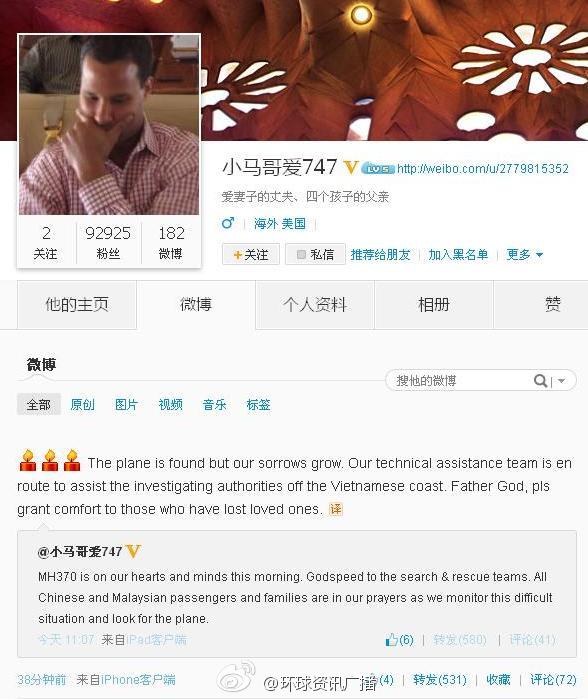 小马哥爱747 V LV 5 http://weibo.com/u/2779815352
爱妻子的丈夫、四个孩子的父亲
♂ | 海外 美国 |
2 92925 182
关注 粉丝 微博
+关注 私信 推荐给朋友 | 加入黑名单 | 更多
他的主页 微博 个人资料 相册 赞
微博
搜他的微博
全部 原创 图片 视频 音乐 标签
The plane is found but our sorrows grow. Our technical assistance team is en
route to assist the investigating authorities off the Vietnamese coast. Father God, pls
grant comfort to those who have lost loved ones. 译
@小马哥爱747 V
MH370 is on our hearts and minds this morning. Godspeed to the search & rescue teams. All
Chinese and Malaysian passengers and families are in our prayers as we monitor this difficult
situation and look for the plane.
今天 11:07 来自iPad客户端 (6) | 转发(580) | 评论(41)
38分钟前 来自iPhone客户端 (4) | 转发(531) | 收藏 | 评论(72)
@环球资讯广播